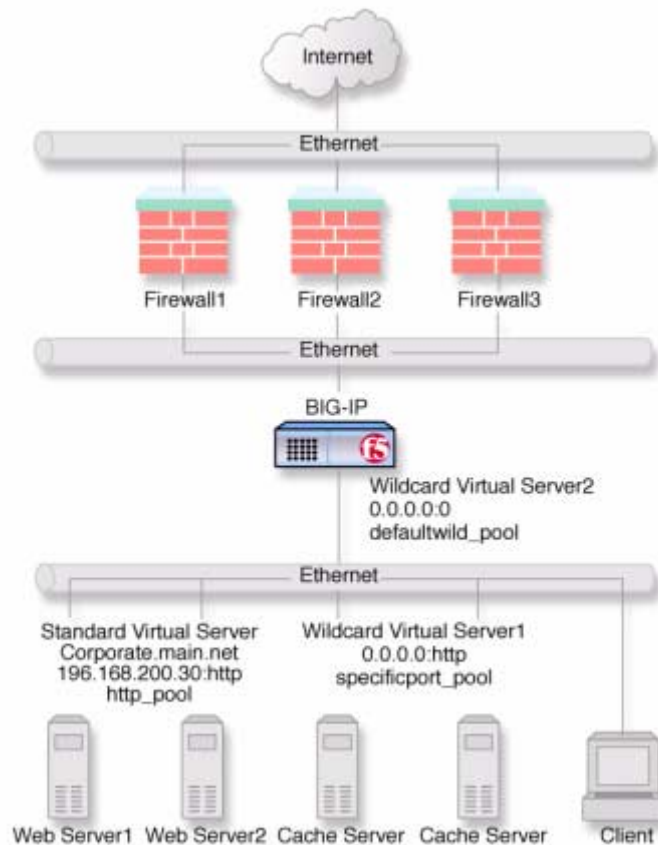 Internet
Ethernet
Firewall1 Firewall2 Firewall3
Ethernet
BIG-IP
f5
Wildcard Virtual Server2
0.0.0.0:0
defaultwild_pool
Ethernet
Standard Virtual Server
Corporate.main.net
196.168.200.30:http
http_pool
Wildcard Virtual Server1
0.0.0.0:http
specificport_pool
Web Server1 Web Server2 Cache Server Cache Server Client